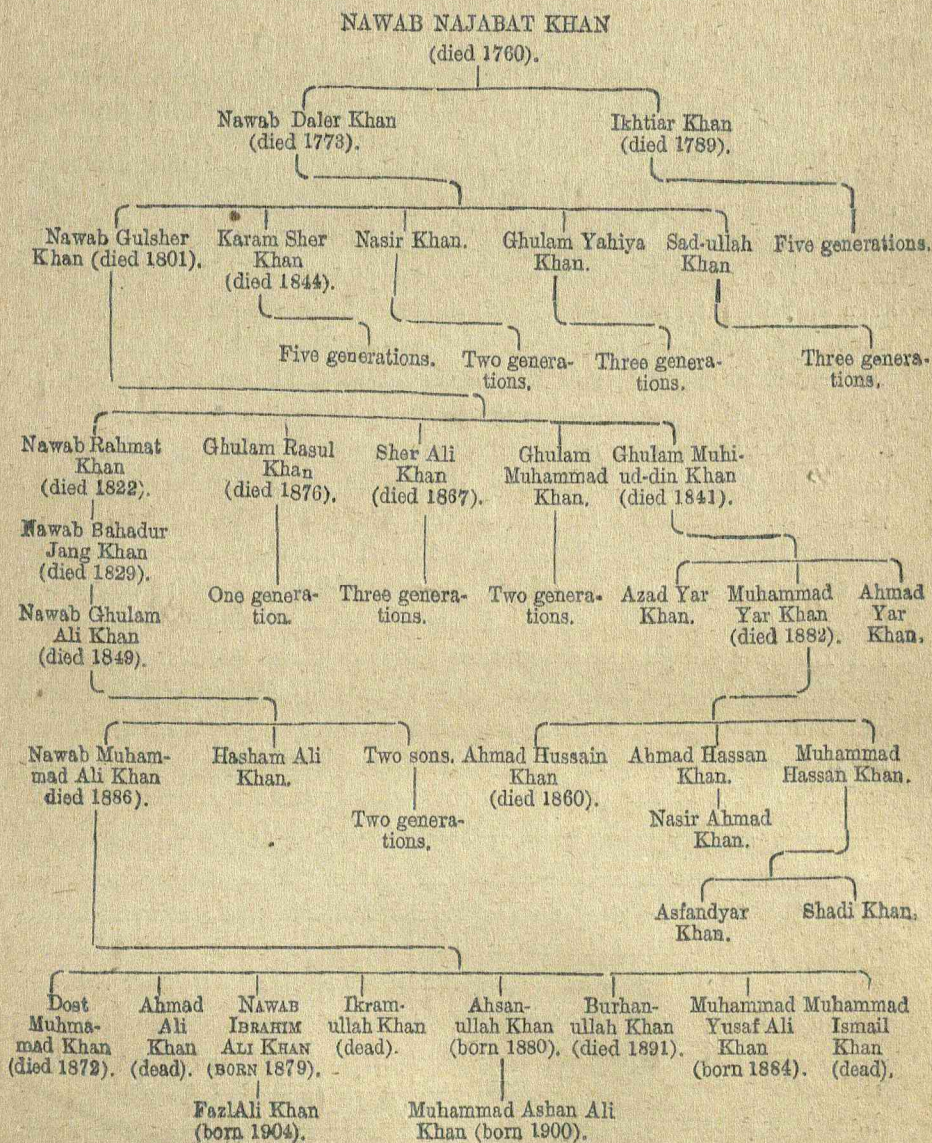 NAWAB NAJABAT KHAN
(died 1760).
Nawab Daler Khan
(died 1773).
Ikhtiar Khan
(died 1789).
Nawab Gulsher
Khan (died 1801).
Karam Sher
Khan
(died 1844).
Nasir Khan.
Ghulam Yahiya
Khan.
Sad-ullah
Khan
Five generations.
Five generations.
Two genera-
tions.
Three genera-
tions.
Three genera-
tions.
Nawab Rahmat
Khan
(died 1822).
Ghulam Rasul
Khan
(died 1876).
Sher Ali
Khan
(died 1867).
Ghulam
Muhammad
Khan.
Ghulam Muhi-
ud-din Khan
(died 1841).
Nawab Bahadur
Jang Khan
(died 1829).
One genera-
tion.
Three genera-
tions.
Two genera-
tions.
Azad Yar
Khan.
Muhammad
Yar Khan
(died 1882).
Ahmad
Yar
Khan.
Nawab Ghulam
Ali Khan
(died 1849).
Nawab Muham-
mad Ali Khan
died 1886).
Hasham Ali
Khan.
Two sons.
Two genera-
tions.
Ahmad Hussain
Khan
(died 1860).
Ahmad Hassan
Khan.
Nasir Ahmad
Khan.
Muhammad
Hassan Khan.
Asfandyar
Khan.
Shadi Khan.
Dost
Muhma-
mad Khan
(died 1872).
Ahmad
Ali
Khan
(dead).
NAWAB
IBRAHIM
ALI KHAN
(BORN 1879).
Ikram-
ullah Khan
(dead).
Ahsan-
ullah Khan
(born 1880).
Burhan-
ullah Khan
(died 1891).
Muhammad
Yusaf Ali
Khan
(born 1884).
Muhammad
Ismail
Khan
(dead).
FazlAli Khan
(born 1904).
Muhammad Ashan Ali
Khan (born 1900).